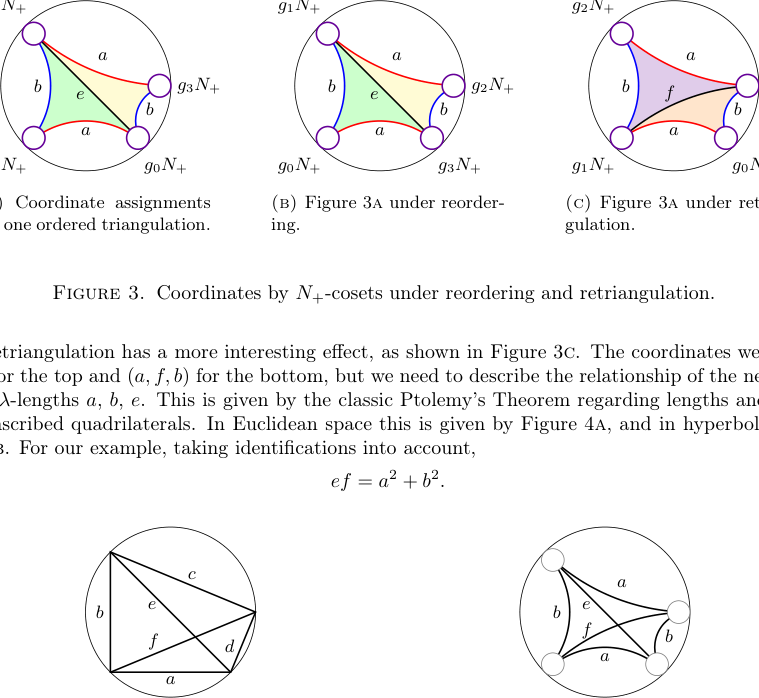 N₊ g₁N₊ g₂N₊
a a a
b b b
e e f
g₃N₊ g₂N₊
b b b
a a a
N₊ g₀N₊ g₀N₊ g₃N₊ g₁N₊ g₀N
) Coordinate assignments (B) Figure 3A under reorder- (C) Figure 3A under ret
one ordered triangulation. ing. gulation.
FIGURE 3. Coordinates by N₊-cosets under reordering and retriangulation.
etriangulation has a more interesting effect, as shown in Figure 3C. The coordinates we
or the top and (a, f, b) for the bottom, but we need to describe the relationship of the ne
λ-lengths a, b, e. This is given by the classic Ptolemy's Theorem regarding lengths and
scribed quadrilaterals. In Euclidean space this is given by Figure 4A, and in hyperbol
B. For our example, taking identifications into account,
ef = a² + b².
c a
b e b e
f d f b
a a